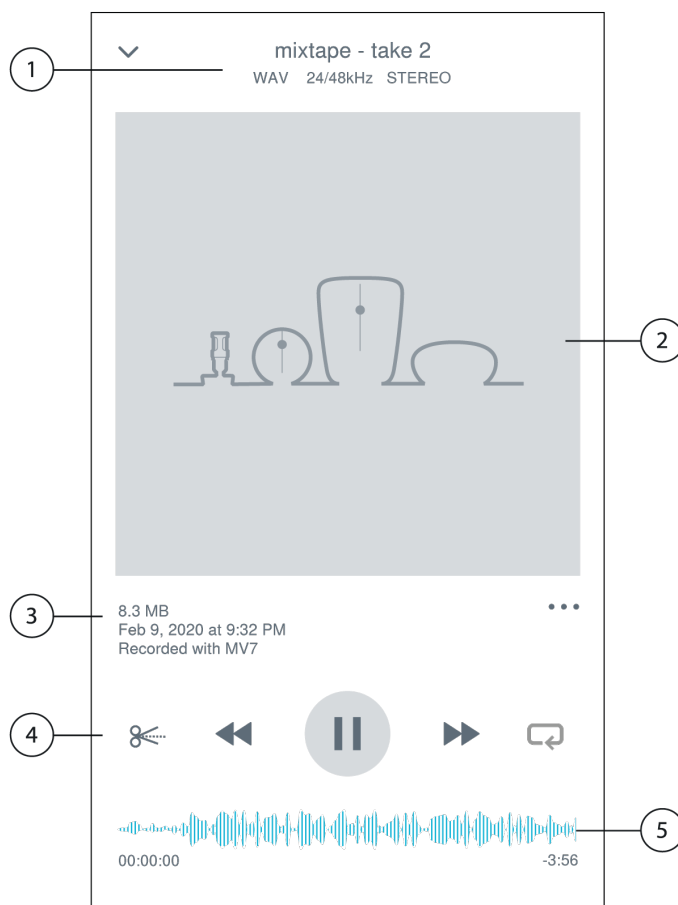 mixtape - take 2
1
WAV 24/48kHz STEREO
2
3
8.3 MB
Feb 9, 2020 at 9:32 PM
Recorded with MV7
4
5
00:00:00 -3:56